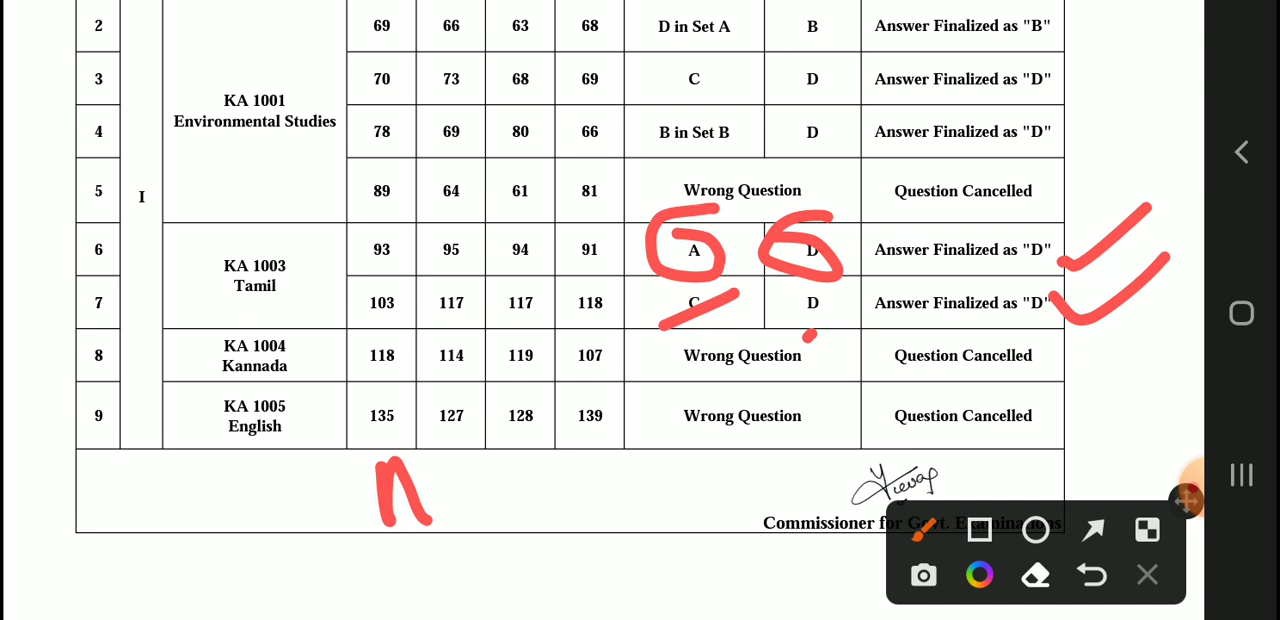 2 69 66 63 68 D in Set A B Answer Finalized as "B"
3 70 73 68 69 C D Answer Finalized as "D"
KA 1001
Environmental Studies
4 78 69 80 66 B in Set B D Answer Finalized as "D"
5 89 64 61 81 Wrong Question Question Cancelled
I
6 93 95 94 91 A D Answer Finalized as "D"
KA 1003
Tamil
7 103 117 117 118 C D Answer Finalized as "D"
8 KA 1004 118 114 119 107 Wrong Question Question Cancelled
Kannada
9 KA 1005 135 127 128 139 Wrong Question Question Cancelled
English
Commissioner for Govt. Examinations